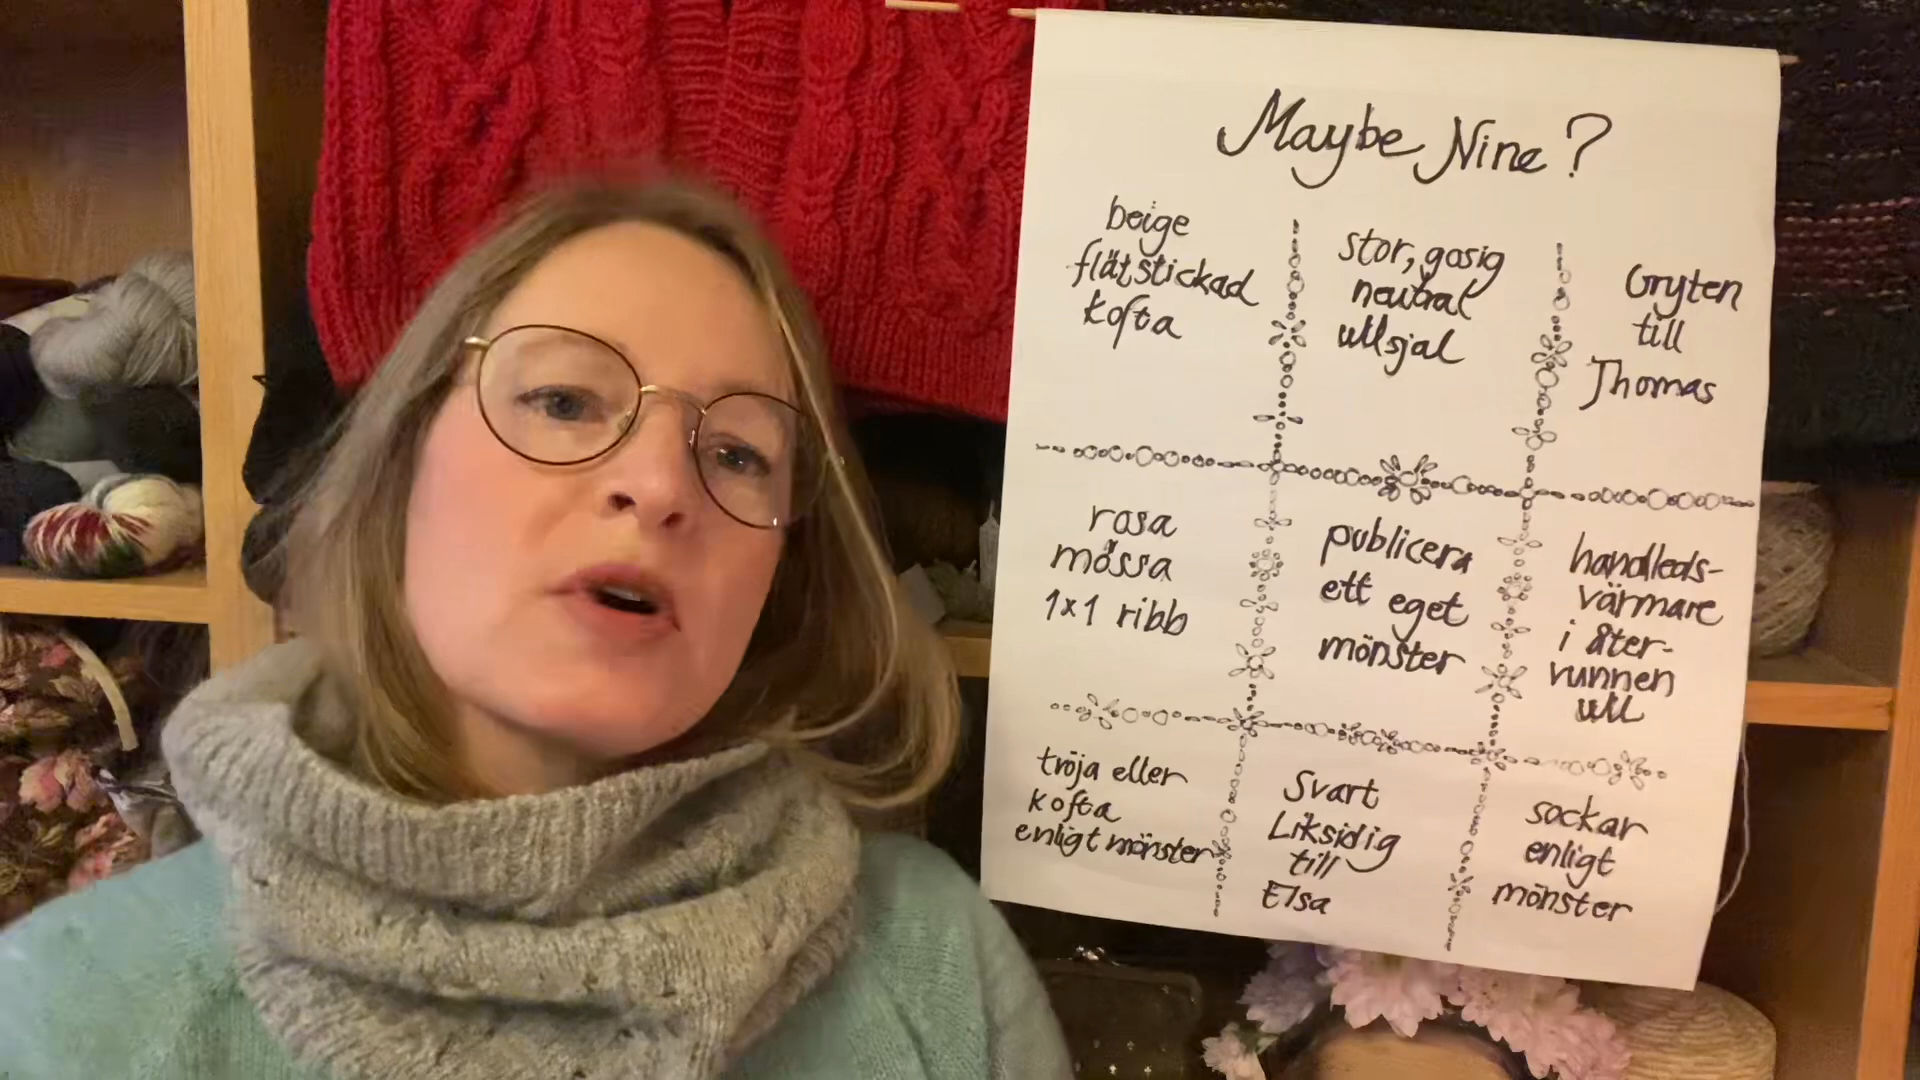 Maybe Nine?
beige
flätstickad
kofta
stor, gosig
neutral
ullsjal
Gryten
till
Thomas
rosa
mössa
1x1 ribb
publicera
ett eget
mönster
handleds-
värmare
i åter-
vunnen
ull
tröja eller
kofta
enligt mönster
Svart
Liksidig
till
Elsa
sockar
enligt
mönster